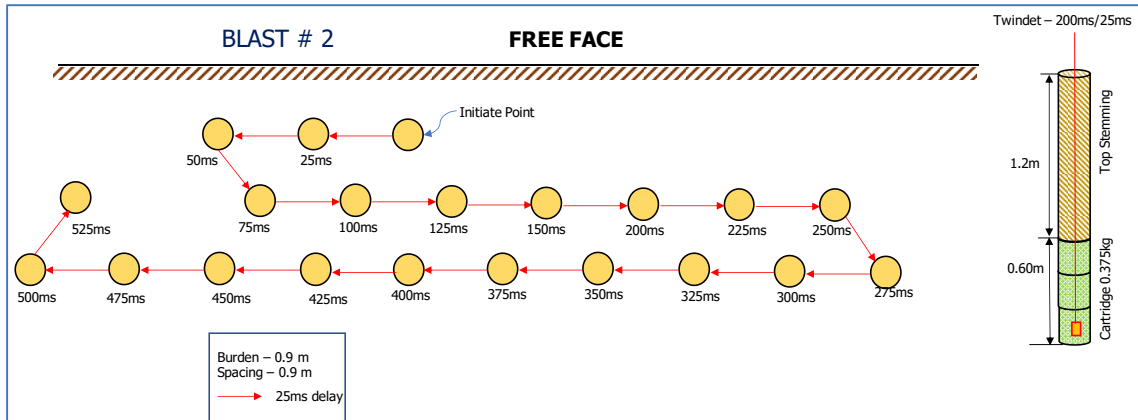 BLAST # 2
FREE FACE
Twindet – 200ms/25ms
Initiate Point
50ms
25ms
75ms
100ms
125ms
150ms
200ms
225ms
250ms
525ms
500ms
475ms
450ms
425ms
400ms
375ms
350ms
325ms
300ms
275ms
1.2m
Top Stemming
0.60m
Cartridge 0.375kg
Burden – 0.9 m
Spacing – 0.9 m
25ms delay